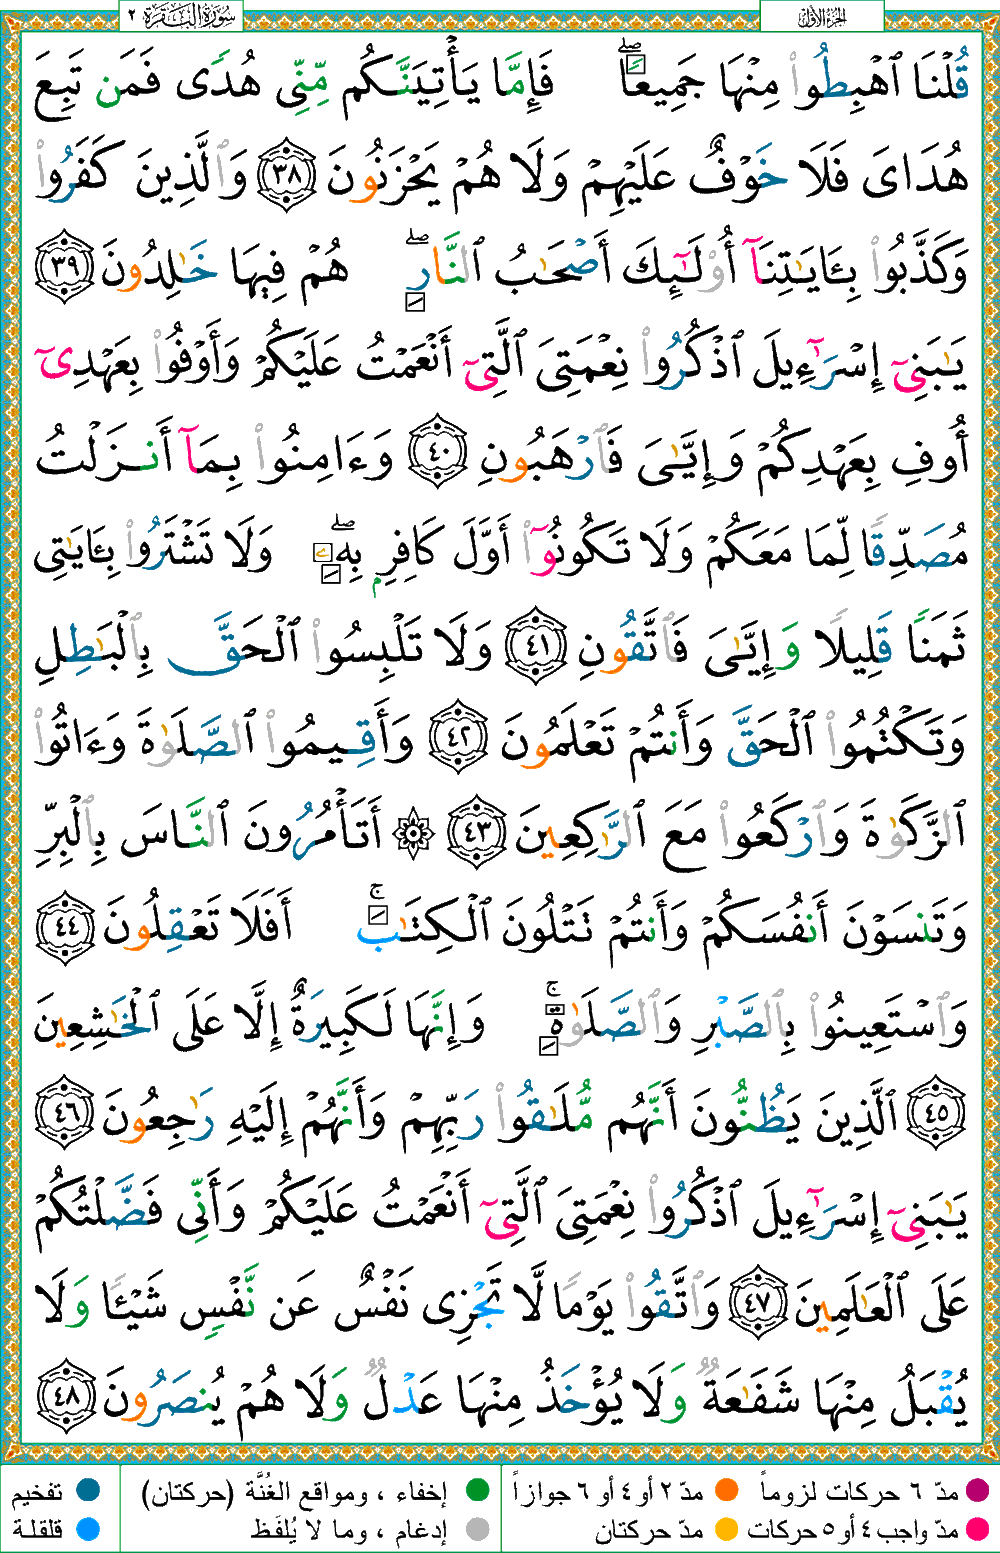 سُورَةُ البَقَرَةِ ٢
الجُزءُ الأوّل
قُلْنَا ٱهْبِطُوا۟ مِنْهَا جَمِيعًاۖ فَإِمَّا يَأْتِيَنَّكُم مِّنِّى هُدًى فَمَن تَبِعَ
هُدَاىَ فَلَا خَوْفٌ عَلَيْهِمْ وَلَا هُمْ يَحْزَنُونَ ٣٨ وَٱلَّذِينَ كَفَرُوا۟
وَكَذَّبُوا۟ بِـَٔايَـٰتِنَآ أُو۟لَـٰٓئِكَ أَصْحَـٰبُ ٱلنَّارِۖ هُمْ فِيهَا خَـٰلِدُونَ ٣٩
يَـٰبَنِىٓ إِسْرَٰٓءِيلَ ٱذْكُرُوا۟ نِعْمَتِىَ ٱلَّتِىٓ أَنْعَمْتُ عَلَيْكُمْ وَأَوْفُوا۟ بِعَهْدِىٓ
أُوفِ بِعَهْدِكُمْ وَإِيَّـٰىَ فَٱرْهَبُونِ ٤٠ وَءَامِنُوا۟ بِمَآ أَنزَلْتُ
مُصَدِّقًا لِّمَا مَعَكُمْ وَلَا تَكُونُوٓا۟ أَوَّلَ كَافِرٍۭ بِهِۦۖ وَلَا تَشْتَرُوا۟ بِـَٔايَـٰتِى
ثَمَنًا قَلِيلًا وَإِيَّـٰىَ فَٱتَّقُونِ ٤١ وَلَا تَلْبِسُوا۟ ٱلْحَقَّ بِٱلْبَـٰطِلِ
وَتَكْتُمُوا۟ ٱلْحَقَّ وَأَنتُمْ تَعْلَمُونَ ٤٢ وَأَقِيمُوا۟ ٱلصَّلَوٰةَ وَءَاتُوا۟
ٱلزَّكَوٰةَ وَٱرْكَعُوا۟ مَعَ ٱلرَّٰكِعِينَ ٤٣ ۞ أَتَأْمُرُونَ ٱلنَّاسَ بِٱلْبِرِّ
وَتَنسَوْنَ أَنفُسَكُمْ وَأَنتُمْ تَتْلُونَ ٱلْكِتَـٰبَۚ أَفَلَا تَعْقِلُونَ ٤٤
وَٱسْتَعِينُوا۟ بِٱلصَّبْرِ وَٱلصَّلَوٰةِۚ وَإِنَّهَا لَكَبِيرَةٌ إِلَّا عَلَى ٱلْخَـٰشِعِينَ
٤٥ ٱلَّذِينَ يَظُنُّونَ أَنَّهُم مُّلَـٰقُوا۟ رَبِّهِمْ وَأَنَّهُمْ إِلَيْهِ رَٰجِعُونَ ٤٦
يَـٰبَنِىٓ إِسْرَٰٓءِيلَ ٱذْكُرُوا۟ نِعْمَتِىَ ٱلَّتِىٓ أَنْعَمْتُ عَلَيْكُمْ وَأَنِّى فَضَّلْتُكُمْ
عَلَى ٱلْعَـٰلَمِينَ ٤٧ وَٱتَّقُوا۟ يَوْمًا لَّا تَجْزِى نَفْسٌ عَن نَّفْسٍ شَيْـًٔا وَلَا
يُقْبَلُ مِنْهَا شَفَـٰعَةٌ وَلَا يُؤْخَذُ مِنْهَا عَدْلٌ وَلَا هُمْ يُنصَرُونَ ٤٨
مدّ ٦ حركات لزوماً مدّ ٢ أو ٤ أو ٦ جوازاً إخفاء ، ومواقع الغُنَّة (حركتان) تفخيم
مدّ واجب ٤ أو ٥ حركات مدّ حركتان إدغام ، وما لا يُلفَظ قلقلة